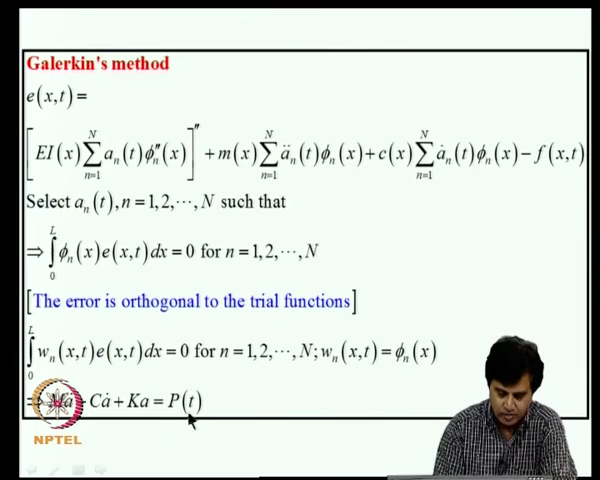 Galerkin's method
e(x,t) =
[EI(x) ∑_{n=1}^{N} a_n(t)ϕ_n''(x)]'' + m(x) ∑_{n=1}^{N} ä_n(t)ϕ_n(x) + c(x) ∑_{n=1}^{N} ȧ_n(t)ϕ_n(x) − f(x,t)
Select a_n(t), n = 1, 2, ⋯, N such that
⇒ ∫_0^L ϕ_n(x)e(x,t)dx = 0 for n = 1, 2, ⋯, N
[The error is orthogonal to the trial functions]
∫_0^L w_n(x,t)e(x,t)dx = 0 for n = 1, 2, ⋯, N; w_n(x,t) = ϕ_n(x)
⇒ Mä + Cȧ + Ka = P(t)
NPTEL